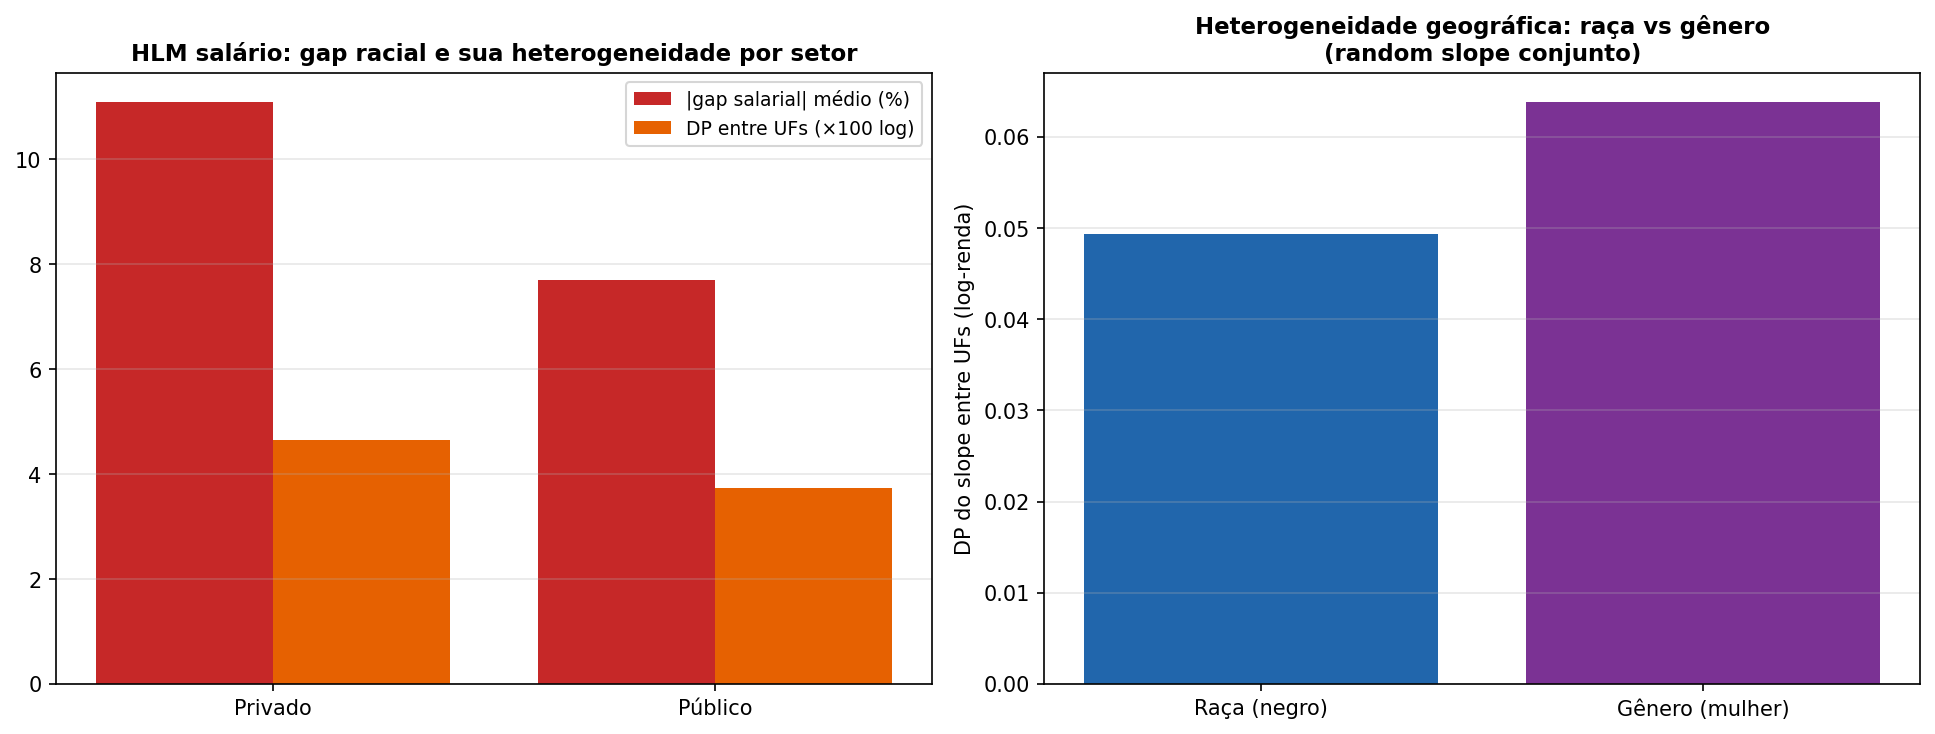 HLM salário: gap racial e sua heterogeneidade por setor
|gap salarial| médio (%)
DP entre UFs (×100 log)
10
8
6
4
2
0
Privado
Público
Heterogeneidade geográfica: raça vs gênero
(random slope conjunto)
DP do slope entre UFs (log-renda)
0.06
0.05
0.04
0.03
0.02
0.01
0.00
Raça (negro)
Gênero (mulher)